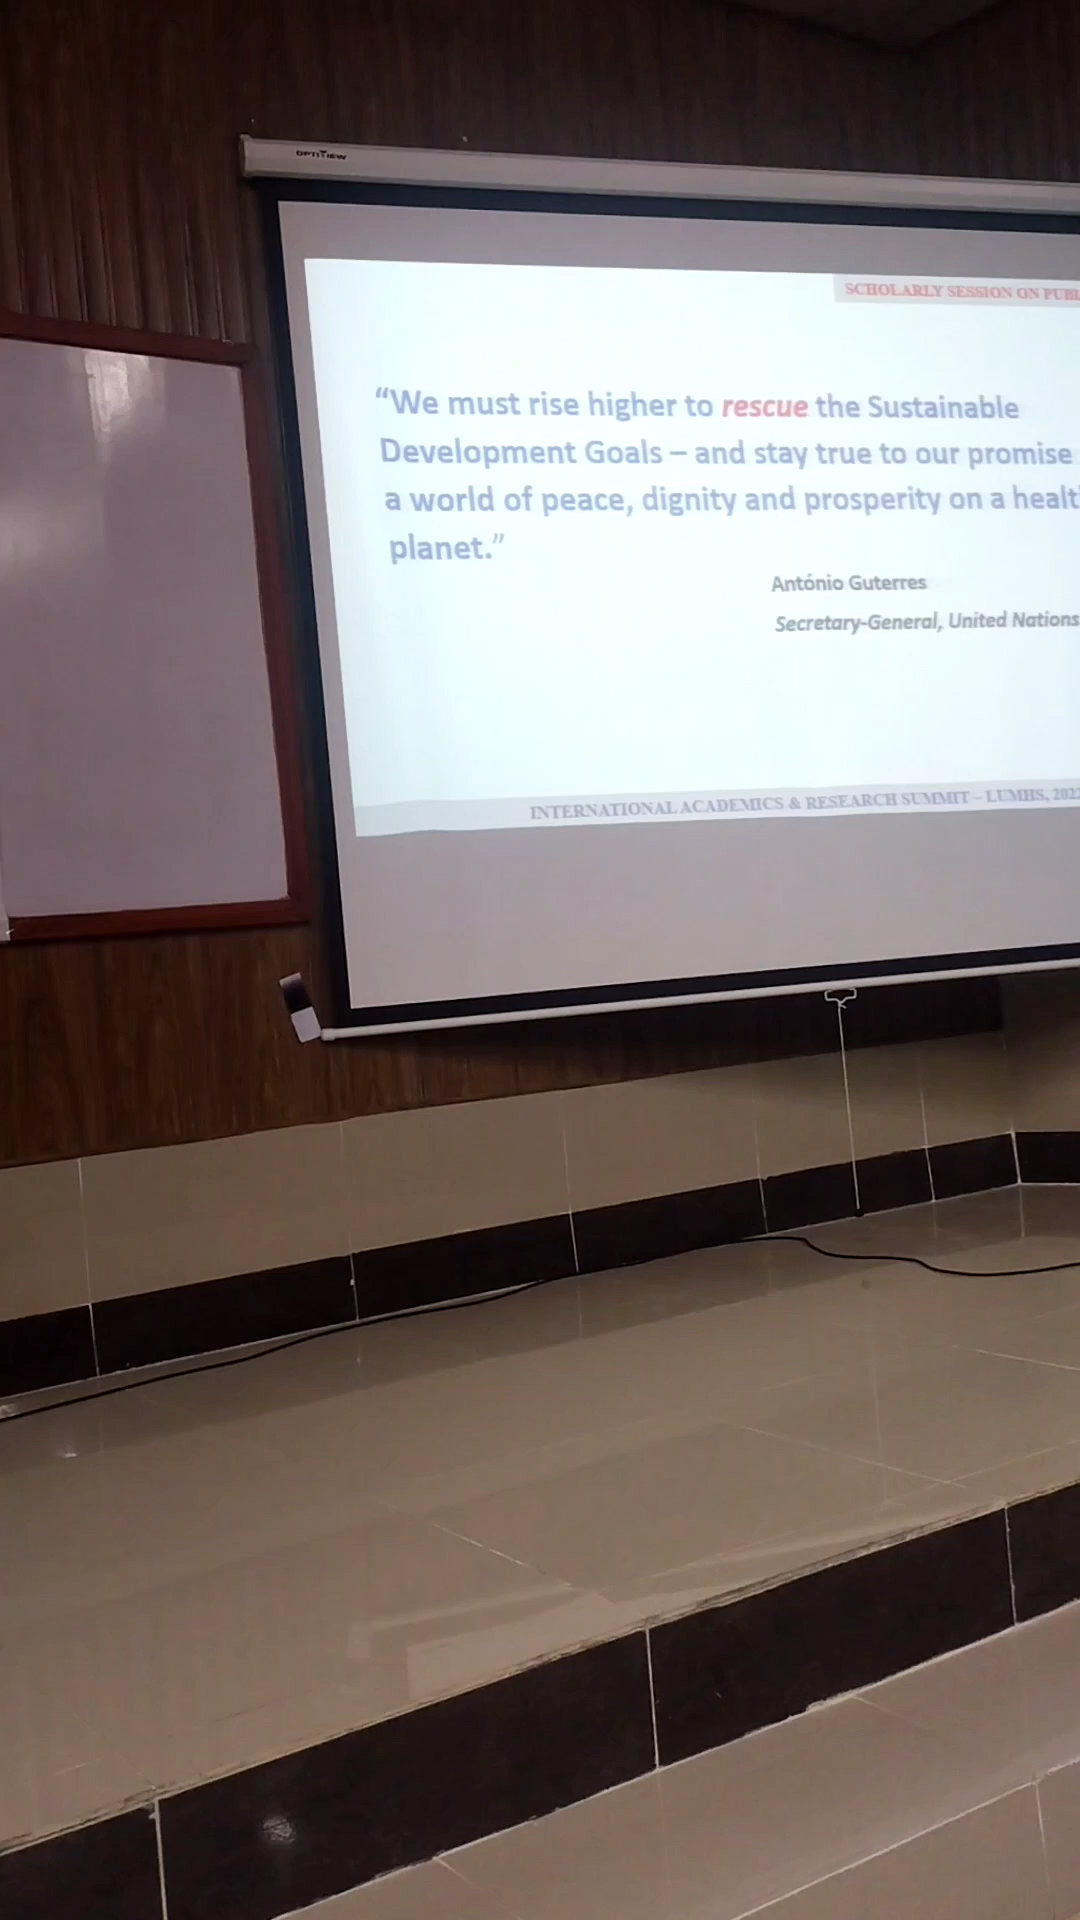 OPTIVIEW
SCHOLARLY SESSION ON
“We must rise higher to rescue the Sustainable
Development Goals – and stay true to our promise
a world of peace, dignity and prosperity on a
planet.”
António Guterres
Secretary-General, United Nations
INTERNATIONAL ACADEMICS & RESEARCH SUMMIT – LUMHS,